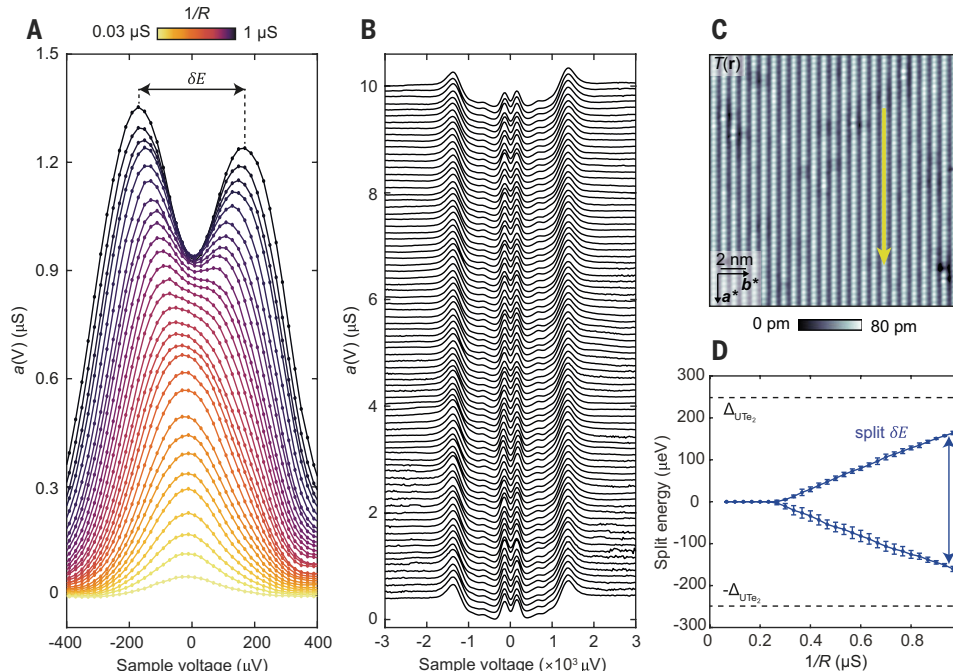 A
1/R
0.03 μS
1 μS
1.5
1.2
0.9
0.6
0.3
0
a(V) (μS)
δE
-400
-200
0
200
400
Sample voltage (μV)
B
10
8
6
4
2
0
a(V) (μS)
-3
-2
-1
0
1
2
3
Sample voltage (×10³ μV)
C
T(r)
2 nm
b*
a*
0 pm
80 pm
D
300
200
100
0
-100
-200
-300
Split energy (μeV)
Δ_UTe₂
split δE
-Δ_UTe₂
0
0.2
0.4
0.6
0.8
1/R (μS)